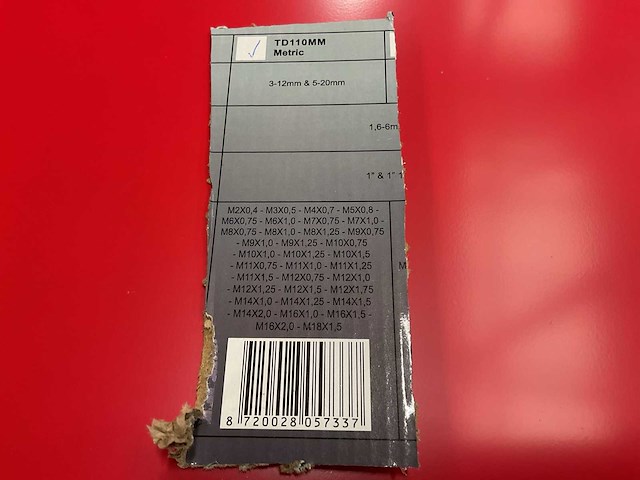 TD110MM
Metric
3-12mm & 5-20mm
1,6-6m
1" & 1" 1
M2X0,4 - M3X0,5 - M4X0,7 - M5X0,8 -
M6X0,75 - M6X1,0 - M7X0,75 - M7X1,0 -
M8X0,75 - M8X1,0 - M8X1,25 - M9X0,75
- M9X1,0 - M9X1,25 - M10X0,75
- M10X1,0 - M10X1,25 - M10X1,5
- M11X0,75 - M11X1,0 - M11X1,25
- M11X1,5 - M12X0,75 - M12X1,0
- M12X1,25 - M12X1,5 - M12X1,75
- M14X1,0 - M14X1,25 - M14X1,5
- M14X2,0 - M16X1,0 - M16X1,5 -
M16X2,0 - M18X1,5
M
8 720028 057337